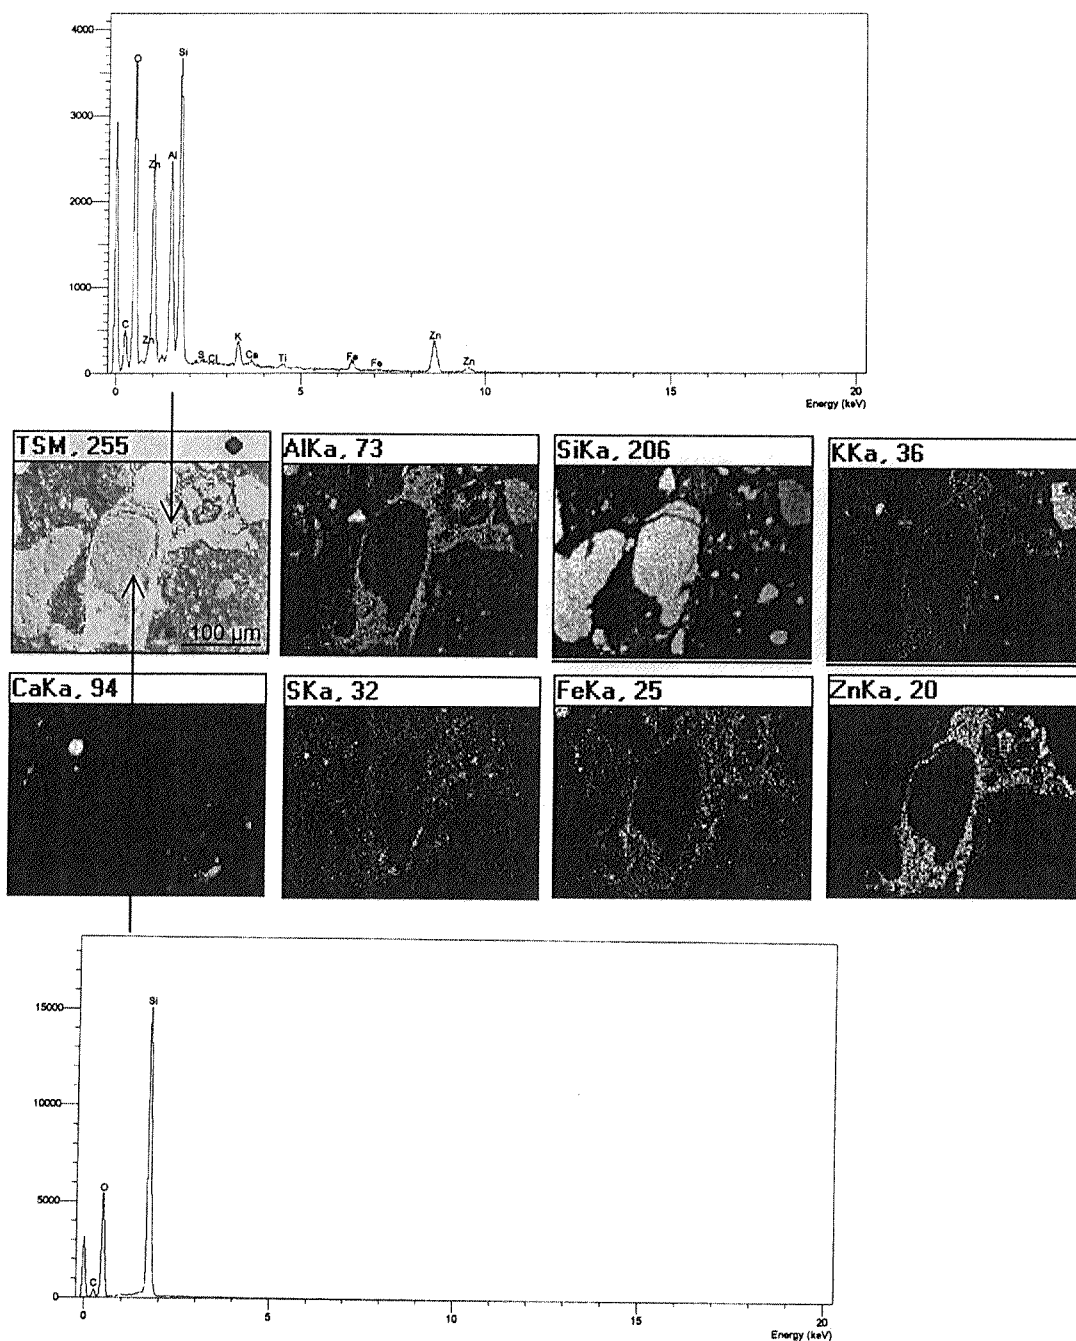 4000
O
Si
3000
Zn
Al
2000
1000
C
Zn
S
Cl
K
Ca
Ti
Fe
Fe
Zn
Zn
0
0
5
10
15
20
Energy (keV)
TSM, 255
AlKa, 73
SiKa, 206
KKa, 36
100 µm
CaKa, 94
SKa, 32
FeKa, 25
ZnKa, 20
Si
15000
10000
O
5000
C
0
0
5
10
15
20
Energy (keV)